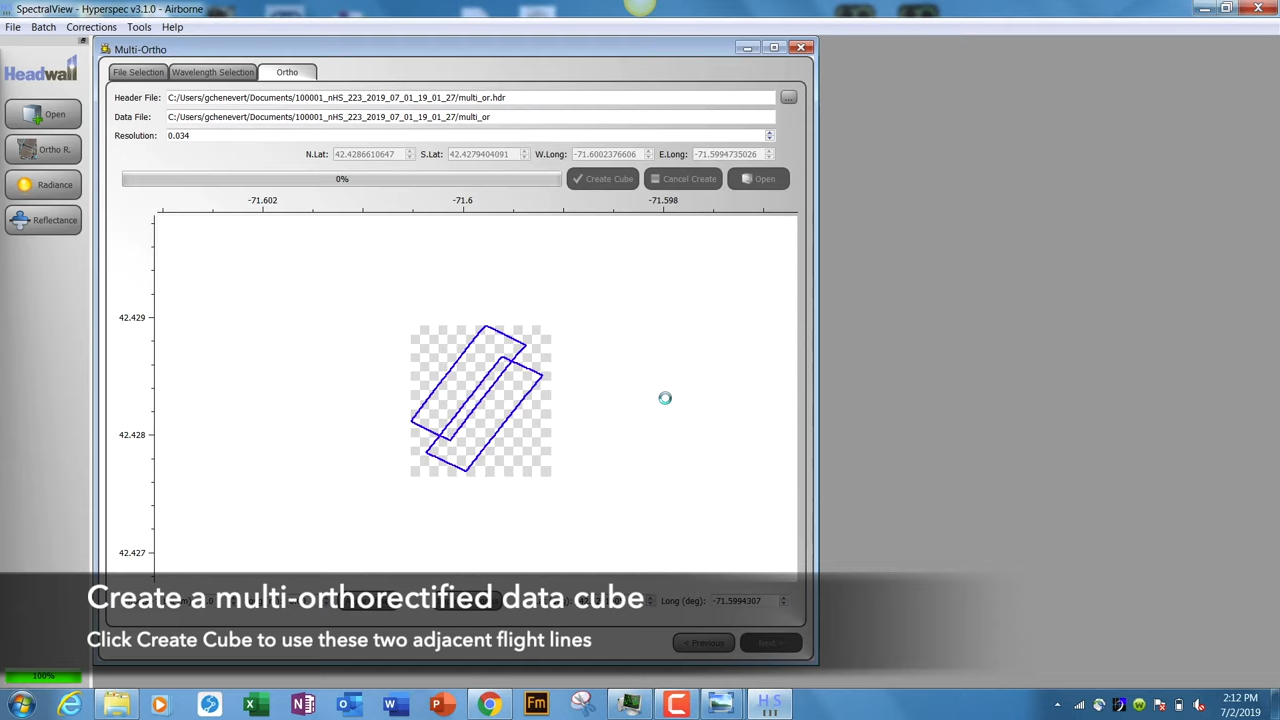 SpectralView - Hyperspec v3.1.0 - Airborne
File Batch Corrections Tools Help
Headwall
Open
Ortho R.
Radiance
Reflectance
Multi-Ortho
File Selection Wavelength Selection Ortho
Header File: C:/Users/gchenevert/Documents/100001_nHS_223_2019_07_01_19_01_27/multi_or.hdr ...
Data File: C:/Users/gchenevert/Documents/100001_nHS_223_2019_07_01_19_01_27/multi_or
Resolution: 0.034
N.Lat: 42.4286610647 S.Lat: 42.4279404091 W.Long: -71.6002376606 E.Long: -71.5994735026
0% Create Cube Cancel Create Open
-71.602 -71.6 -71.598
42.429
42.428
42.427
Long (deg): -71.5994307
Create a multi-orthorectified data cube
Click Create Cube to use these two adjacent flight lines
< Previous Next >
100%
HS
2:12 PM
7/2/2019